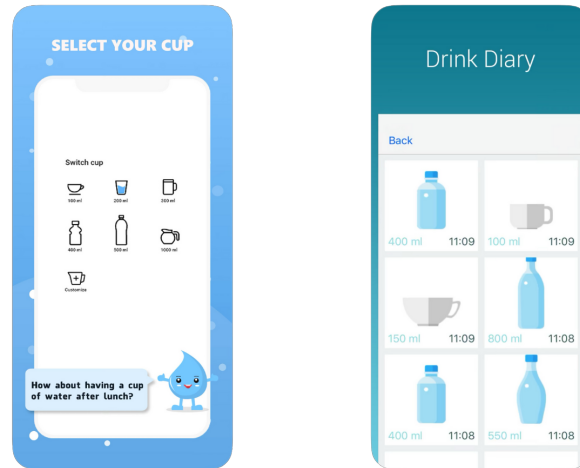 SELECT YOUR CUP
Switch cup
100 ml
200 ml
200 ml
400 ml
500 ml
1000 ml
Customize
How about having a cup
of water after lunch?
Drink Diary
Back
400 ml 11:09
100 ml 11:09
150 ml 11:09
800 ml 11:08
400 ml 11:08
550 ml 11:08